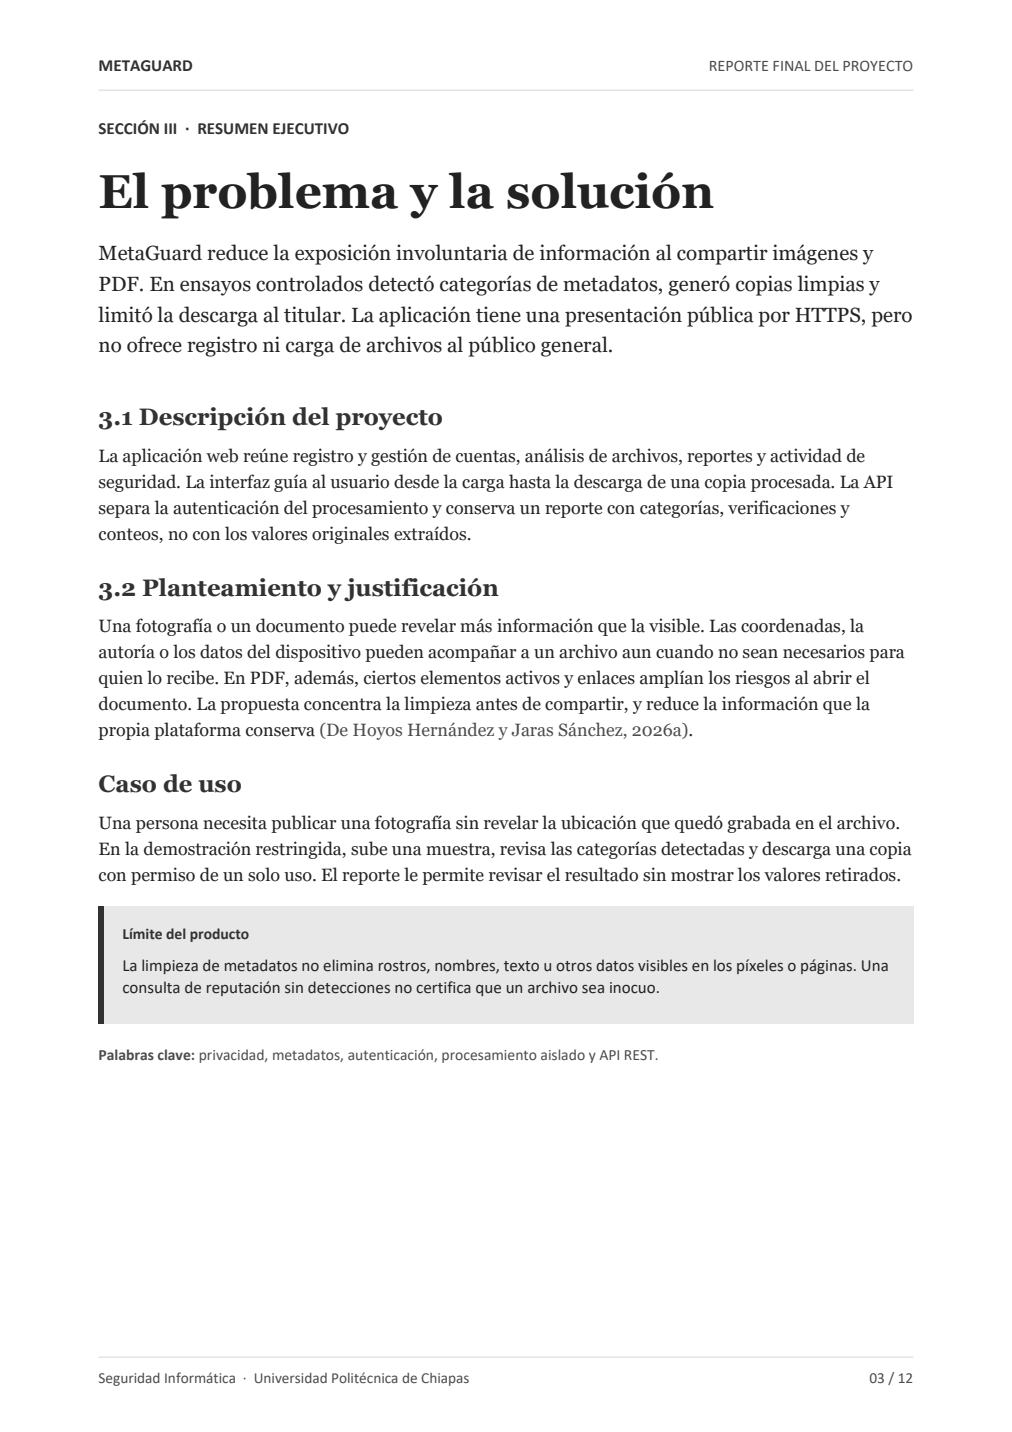 METAGUARD
REPORTE FINAL DEL PROYECTO
SECCIÓN III · RESUMEN EJECUTIVO
El problema y la solución
MetaGuard reduce la exposición involuntaria de información al compartir imágenes y
PDF. En ensayos controlados detectó categorías de metadatos, generó copias limpias y
limitó la descarga al titular. La aplicación tiene una presentación pública por HTTPS, pero
no ofrece registro ni carga de archivos al público general.
3.1 Descripción del proyecto
La aplicación web reúne registro y gestión de cuentas, análisis de archivos, reportes y actividad de
seguridad. La interfaz guía al usuario desde la carga hasta la descarga de una copia procesada. La API
separa la autenticación del procesamiento y conserva un reporte con categorías, verificaciones y
conteos, no con los valores originales extraídos.
3.2 Planteamiento y justificación
Una fotografía o un documento puede revelar más información que la visible. Las coordenadas, la
autoría o los datos del dispositivo pueden acompañar a un archivo aun cuando no sean necesarios para
quien lo recibe. En PDF, además, ciertos elementos activos y enlaces amplían los riesgos al abrir el
documento. La propuesta concentra la limpieza antes de compartir, y reduce la información que la
propia plataforma conserva (De Hoyos Hernández y Jaras Sánchez, 2026a).
Caso de uso
Una persona necesita publicar una fotografía sin revelar la ubicación que quedó grabada en el archivo.
En la demostración restringida, sube una muestra, revisa las categorías detectadas y descarga una copia
con permiso de un solo uso. El reporte le permite revisar el resultado sin mostrar los valores retirados.
Límite del producto
La limpieza de metadatos no elimina rostros, nombres, texto u otros datos visibles en los píxeles o páginas. Una
consulta de reputación sin detecciones no certifica que un archivo sea inocuo.
Palabras clave: privacidad, metadatos, autenticación, procesamiento aislado y API REST.
Seguridad Informática · Universidad Politécnica de Chiapas
03 / 12